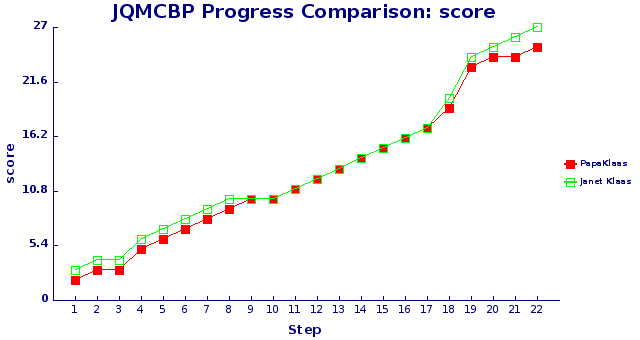 JQMCBP Progress Comparison: score
27
21.6
16.2
10.8
5.4
0
score
1 2 3 4 5 6 7 8 9 10 11 12 13 14 15 16 17 18 19 20 21 22
Step
PapaKlaas
Janet Klaas